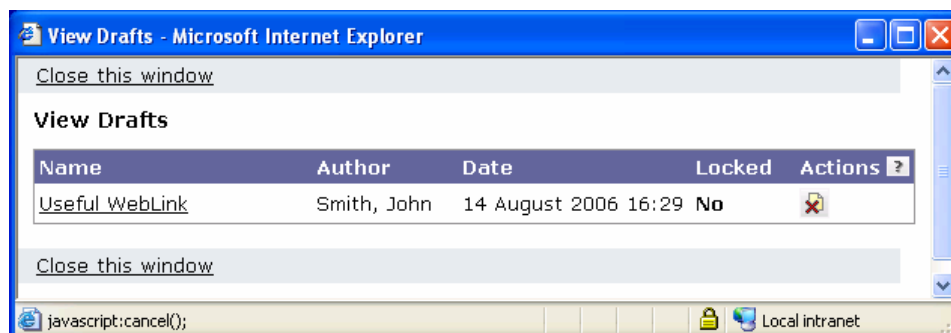 View Drafts - Microsoft Internet Explorer
Close this window
View Drafts
Name Author Date Locked Actions ?
Useful WebLink Smith, John 14 August 2006 16:29 No
Close this window
javascript:cancel(); Local intranet